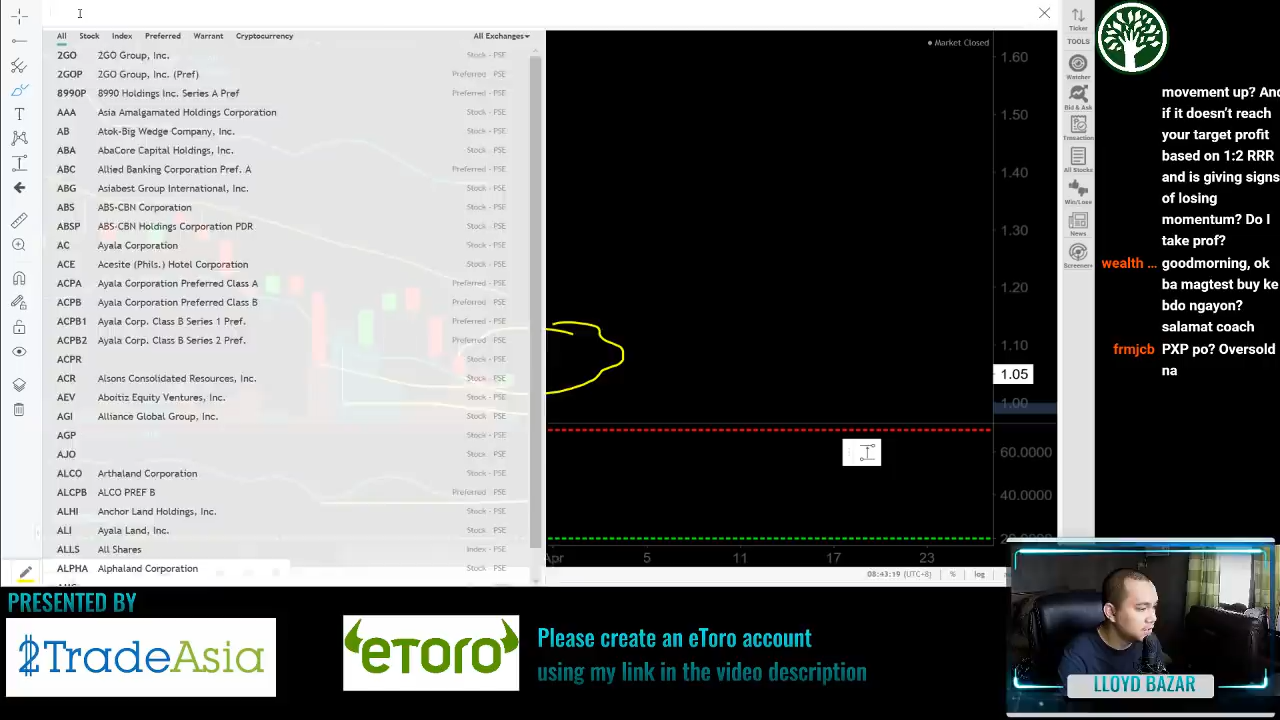 All Stock Index Preferred Warrant Cryptocurrency All Exchanges
2GO 2GO Group, Inc. Stock - PSE
2GOP 2GO Group, Inc. (Pref) Preferred - PSE
8990P 8990 Holdings Inc. Series A Pref Preferred - PSE
AAA Asia Amalgamated Holdings Corporation Stock - PSE
AB Atok-Big Wedge Company, Inc. Stock - PSE
ABA AbaCore Capital Holdings, Inc. Stock - PSE
ABC Allied Banking Corporation Pref. A Preferred - PSE
ABG Asiabest Group International, Inc. Stock - PSE
ABS ABS-CBN Corporation Stock - PSE
ABSP ABS-CBN Holdings Corporation PDR Preferred - PSE
AC Ayala Corporation Stock - PSE
ACE Acesite (Phils.) Hotel Corporation Stock - PSE
ACPA Ayala Corporation Preferred Class A Preferred - PSE
ACPB Ayala Corporation Preferred Class B Preferred - PSE
ACPB1 Ayala Corp. Class B Series 1 Pref. Preferred - PSE
ACPB2 Ayala Corp. Class B Series 2 Pref. Preferred - PSE
ACPR Stock - PSE
ACR Alsons Consolidated Resources, Inc. Stock - PSE
AEV Aboitiz Equity Ventures, Inc. Stock - PSE
AGI Alliance Global Group, Inc. Stock - PSE
AGP Stock - PSE
AJO Stock - PSE
ALCO Arthaland Corporation Stock - PSE
ALCPB ALCO PREF B Preferred - PSE
ALHI Anchor Land Holdings, Inc. Stock - PSE
ALI Ayala Land, Inc. Stock - PSE
ALLS All Shares Index - PSE
ALPHA Alphaland Corporation Stock - PSE
Market Closed
1.60
1.50
1.40
1.30
1.20
1.10
1.05
1.00
60.0000
40.0000
Apr 5 11 17 23
08:43:19 (UTC+8) % log
Ticker
TOOLS
Watcher
Bid & Ask
Transaction
All Stocks
Win/Lose
News
Screener+
movement up? And
if it doesn't reach
your target profit
based on 1:2 RRR
and is giving signs
of losing
momentum? Do I
take prof?
wealth ... goodmorning, ok
ba magtest buy ke
bdo ngayon?
salamat coach
frmjcb PXP po? Oversold
na
PRESENTED BY
2TradeAsia
eToro
Please create an eToro account
using my link in the video description
LLOYD BAZAR